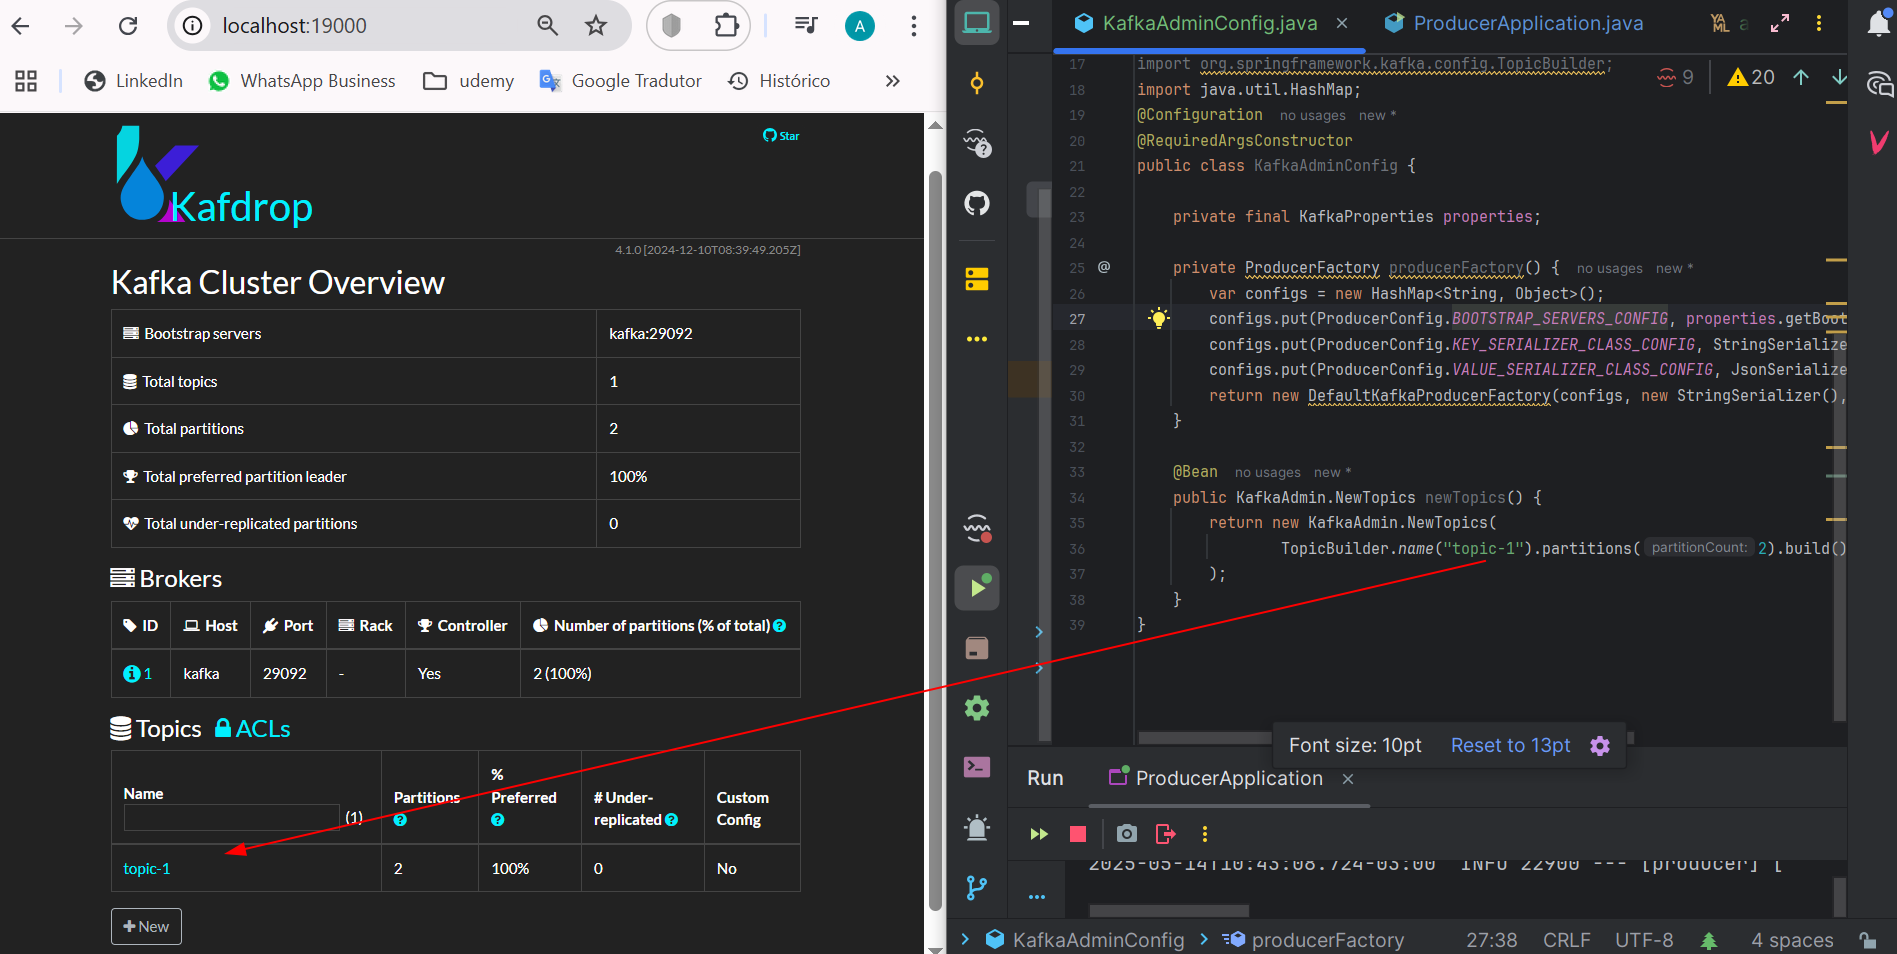 localhost:19000
A
LinkedIn
WhatsApp Business
udemy
Google Tradutor
Histórico
Star
Kafdrop
4.1.0 [2024-12-10T08:39:49.205Z]
Kafka Cluster Overview
Bootstrap servers kafka:29092
Total topics 1
Total partitions 2
Total preferred partition leader 100%
Total under-replicated partitions 0
Brokers
ID Host Port Rack Controller Number of partitions (% of total)
1 kafka 29092 - Yes 2 (100%)
Topics ACLs
Name (1) Partitions % Preferred # Under-replicated Custom Config
topic-1 2 100% 0 No
New
KafkaAdminConfig.java
ProducerApplication.java
YAML a
9 20
17 import org.springframework.kafka.config.TopicBuilder;
18 import java.util.HashMap;
19 @Configuration no usages new *
20 @RequiredArgsConstructor
21 public class KafkaAdminConfig {
22
23 private final KafkaProperties properties;
24
25 @ private ProducerFactory producerFactory() { no usages new *
26 var configs = new HashMap<String, Object>();
27 configs.put(ProducerConfig.BOOTSTRAP_SERVERS_CONFIG, properties.getBoot
28 configs.put(ProducerConfig.KEY_SERIALIZER_CLASS_CONFIG, StringSerialize
29 configs.put(ProducerConfig.VALUE_SERIALIZER_CLASS_CONFIG, JsonSerialize
30 return new DefaultKafkaProducerFactory(configs, new StringSerializer(),
31 }
32
33 @Bean no usages new *
34 public KafkaAdmin.NewTopics newTopics() {
35 return new KafkaAdmin.NewTopics(
36 TopicBuilder.name("topic-1").partitions( partitionCount: 2).build()
37 );
38 }
39 }
Font size: 10pt Reset to 13pt
Run ProducerApplication
2025-05-14T10:43:08.724-03:00 INFO 22900 --- [producer] [
KafkaAdminConfig producerFactory 27:38 CRLF UTF-8 4 spaces